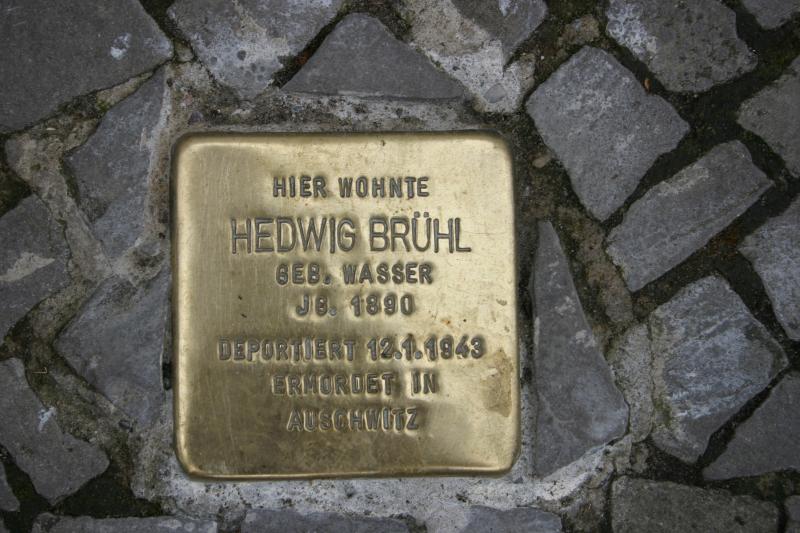 HIER WOHNTE
HEDWIG BRÜHL
GEB. WASSER
JG. 1890
DEPORTIERT 12.1.1943
ERMORDET IN
AUSCHWITZ